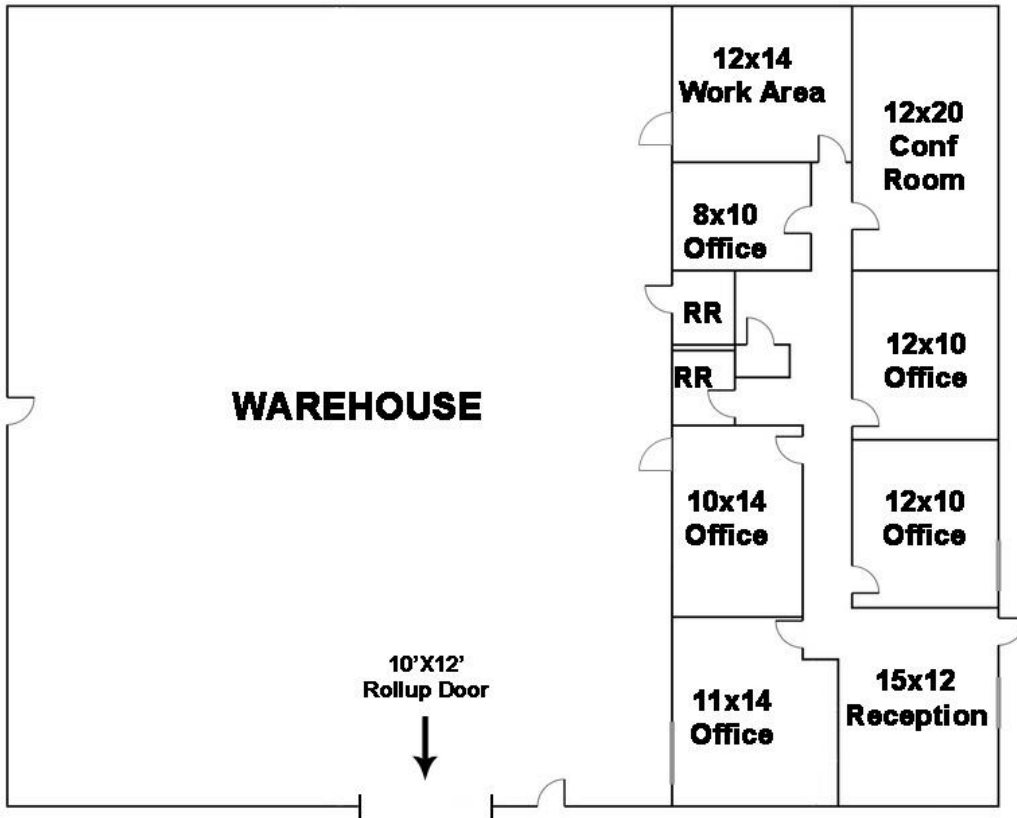 12x14
Work Area
12x20
Conf
Room
8x10
Office
RR
12x10
Office
RR
WAREHOUSE
10x14
Office
12x10
Office
10'X12'
Rollup Door
11x14
Office
15x12
Reception